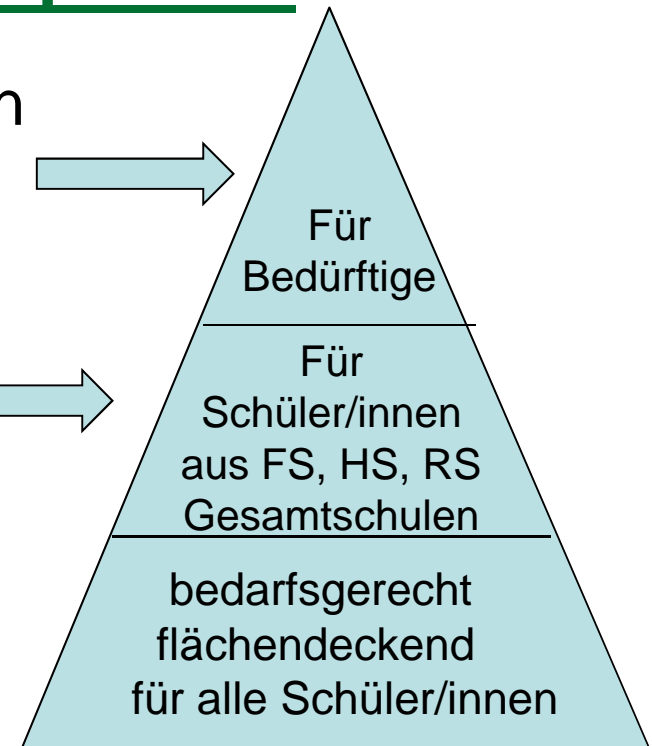 n
Für
Bedürftige
Für
Schüler/innen
aus FS, HS, RS
Gesamtschulen
bedarfsgerecht
flächendeckend
für alle Schüler/innen